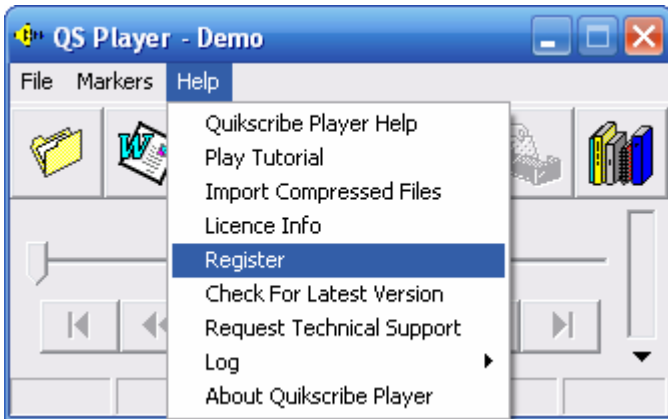 QS Player - Demo
File Markers Help
Quikscribe Player Help
Play Tutorial
Import Compressed Files
Licence Info
Register
Check For Latest Version
Request Technical Support
Log
About Quikscribe Player
W